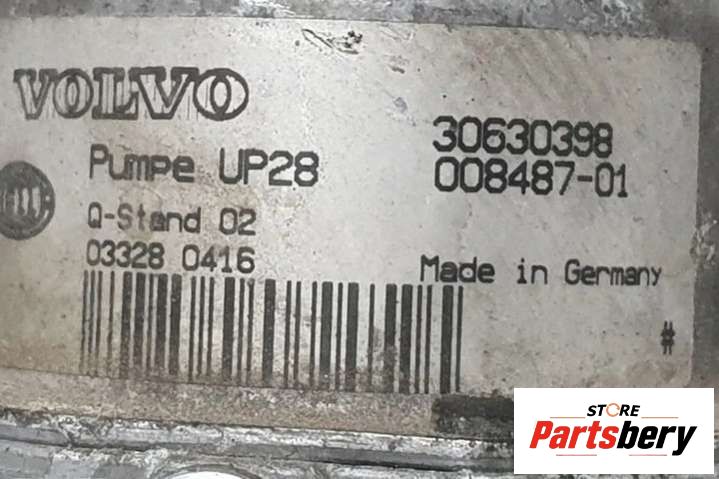 VOLVO
30630398
Pumpe UP28
008487-01
Q-Stand 02
03328 0416
Made in Germany
#
STORE
Partsbery